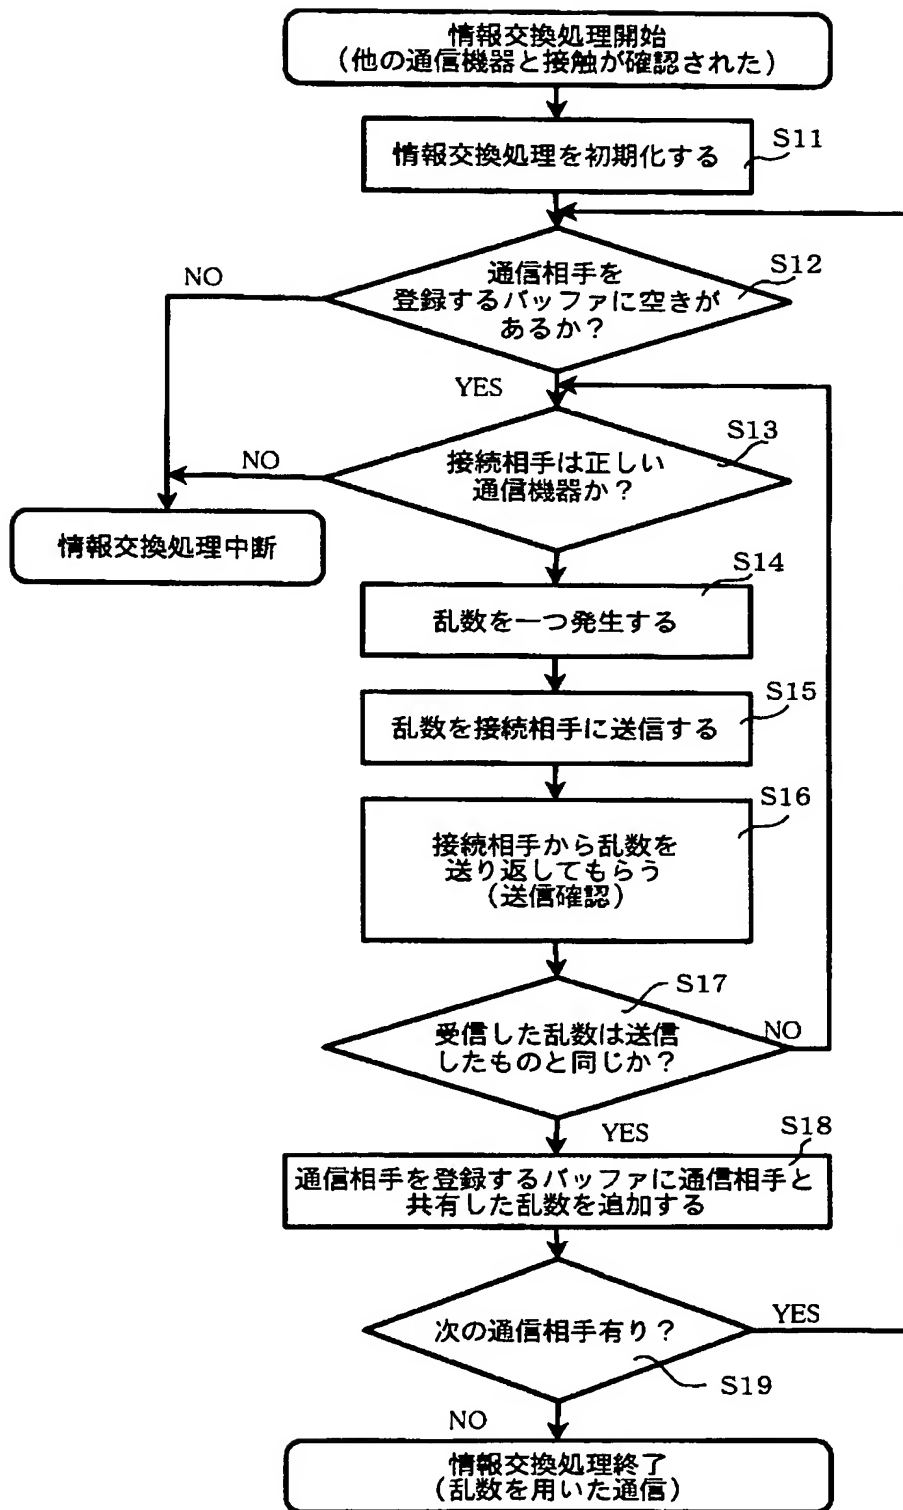 情報交換処理開始
(他の通信機器と接触が確認された)
S11
情報交換処理を初期化する
S12
NO
通信相手を
登録するバッファに空きが
あるか?
YES
S13
NO
接続相手は正しい
通信機器か?
情報交換処理中断
S14
乱数を一つ発生する
S15
乱数を接続相手に送信する
S16
接続相手から乱数を
送り返してもらう
(送信確認)
S17
NO
受信した乱数は送信
したものと同じか?
YES
S18
通信相手を登録するバッファに通信相手と
共有した乱数を追加する
YES
次の通信相手有り?
S19
NO
情報交換処理終了
(乱数を用いた通信)